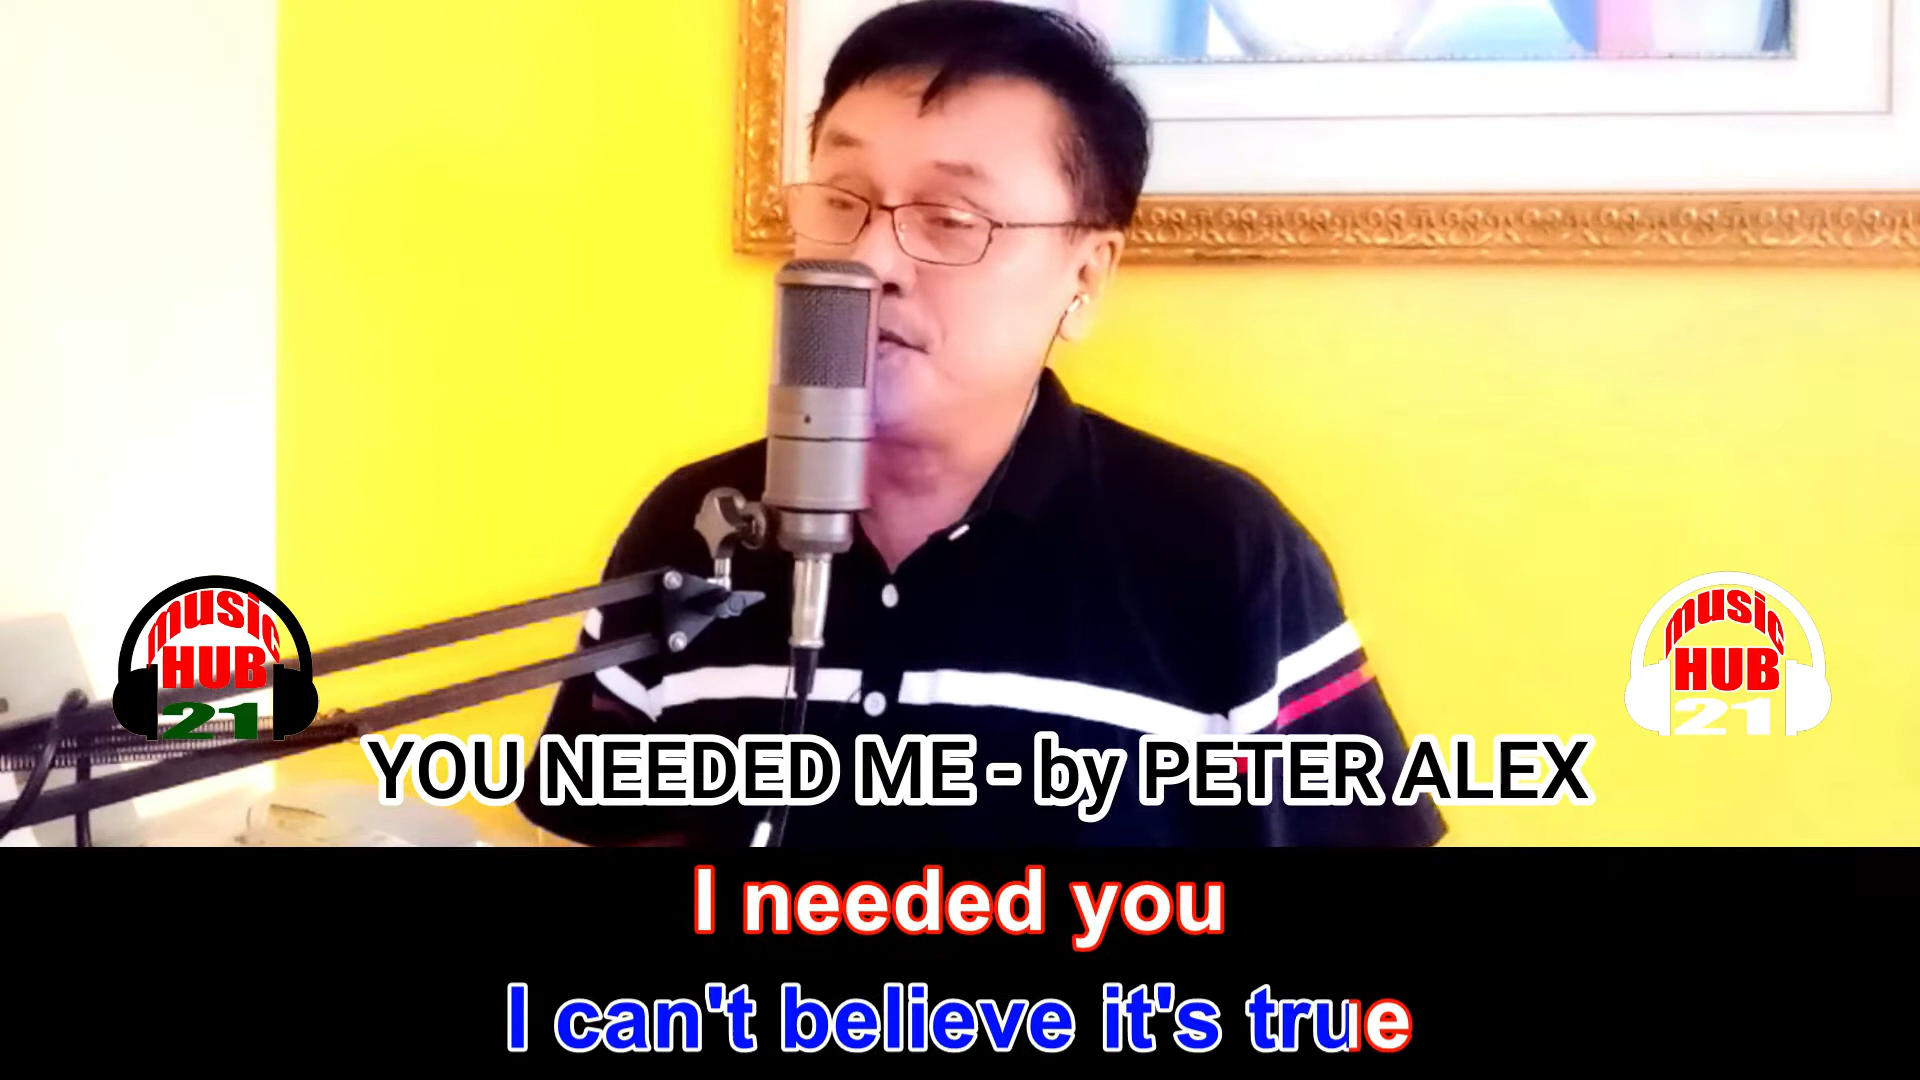 music
HUB
21
music
HUB
21
YOU NEEDED ME - by PETER ALEX
I needed you
I can't believe it's true